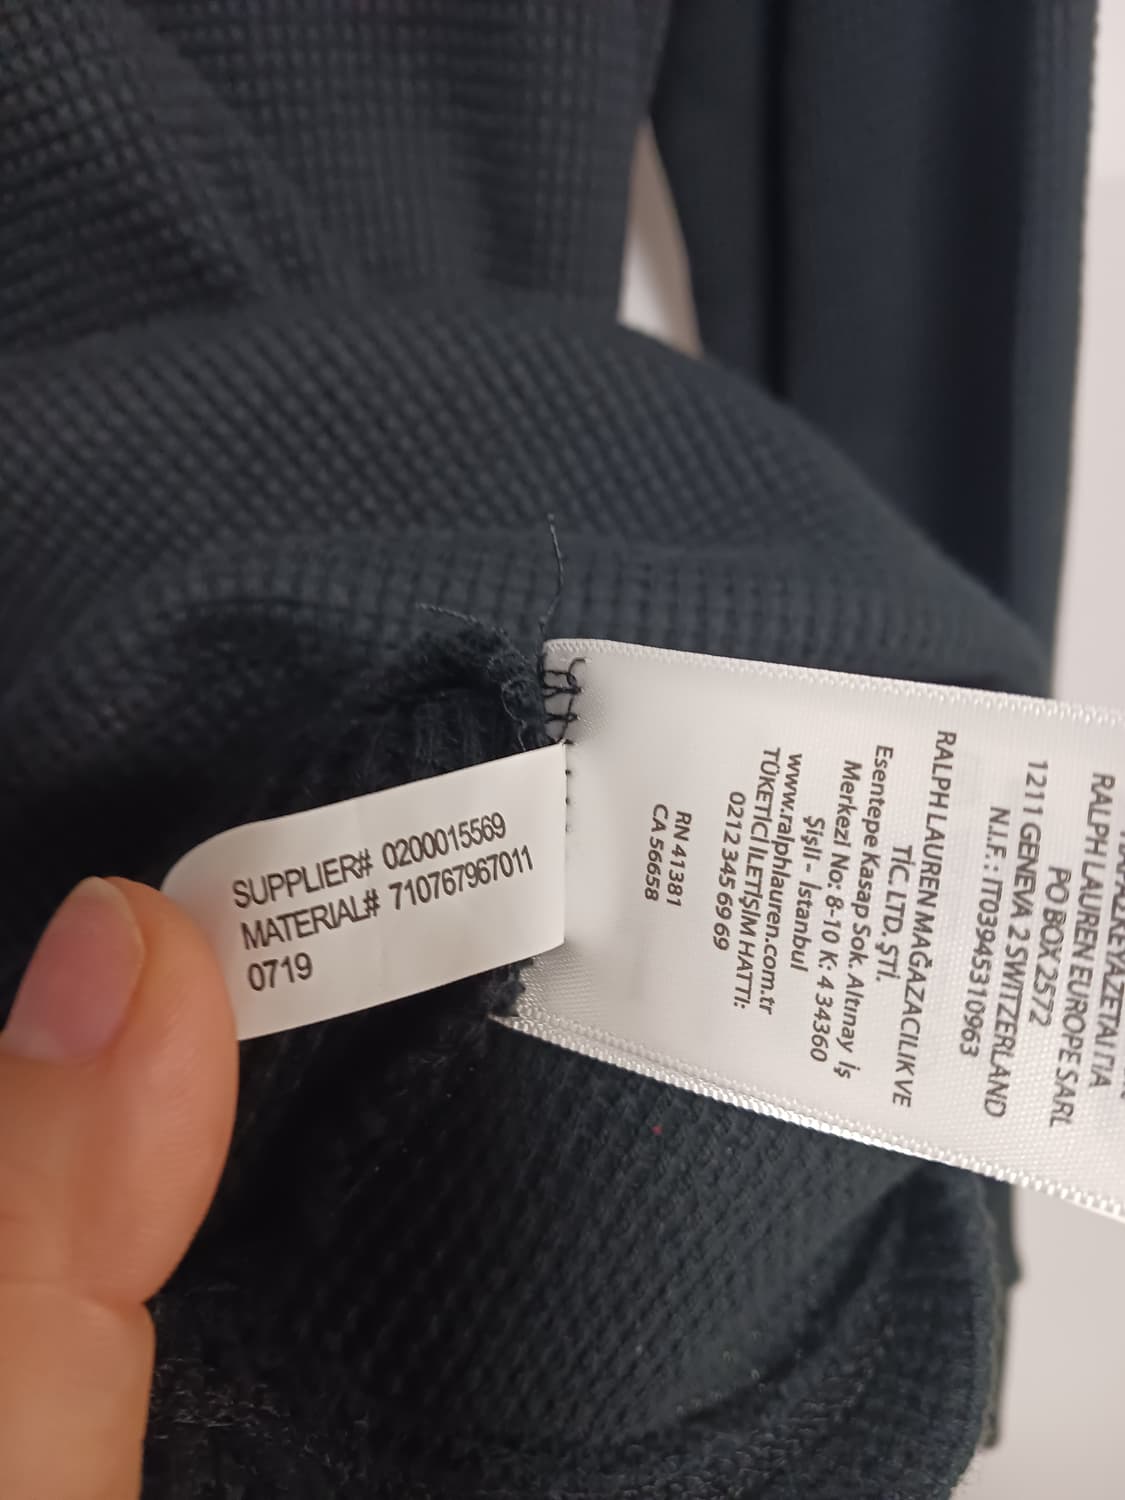 SUPPLIER# 0200015569
MATERIAL# 710767967011
0719
RALPH LAUREN EUROPE SARL
PO BOX 2572
1211 GENEVA 2 SWITZERLAND
N.I.F.: IT03945310963
RALPH LAUREN MAĞAZACILIK VE
TİC. LTD. ŞTİ.
Esentepe Kasap Sok. Altınay İş
Merkezi No: 8-10 K: 4 34360
Şişli - İstanbul
www.ralphlauren.com.tr
TÜKETİCİ İLETİŞİM HATTI:
0212 345 69 69
RN 41381
CA 56658